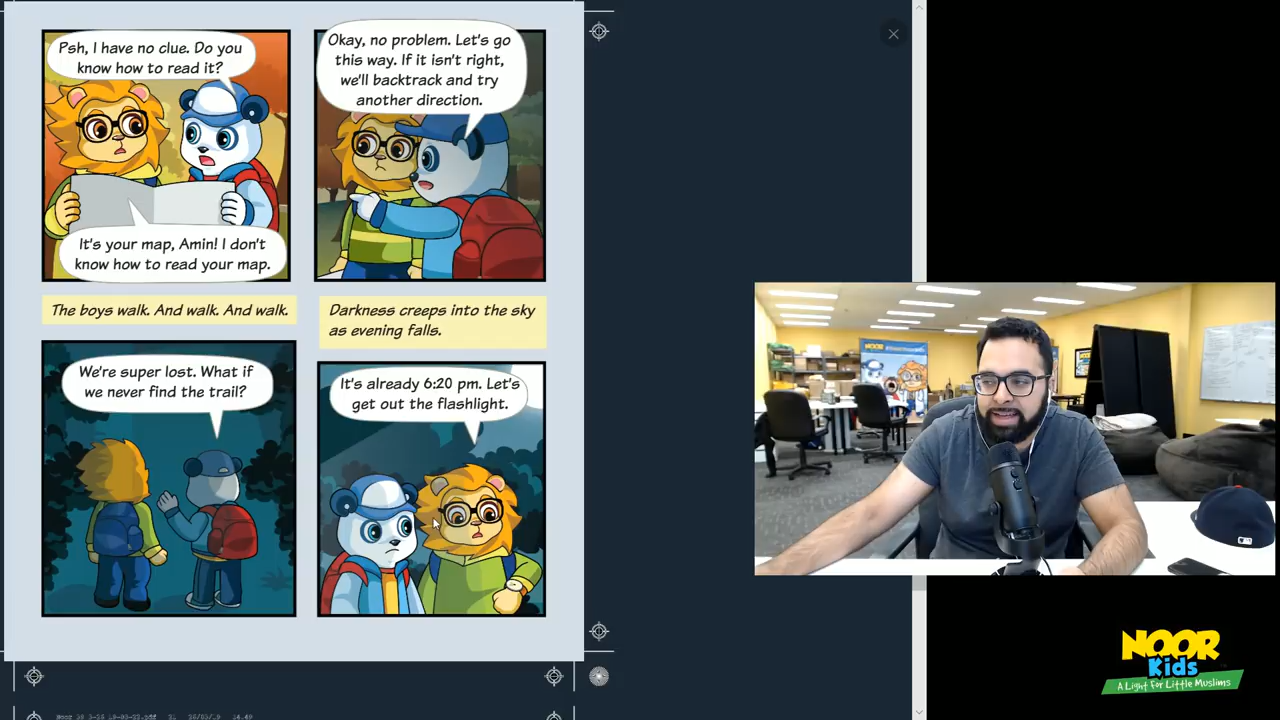 Psh, I have no clue. Do you
know how to read it?
It's your map, Amin! I don't
know how to read your map.
Okay, no problem. Let's go
this way. If it isn't right,
we'll backtrack and try
another direction.
The boys walk. And walk. And walk.
Darkness creeps into the sky
as evening falls.
We're super lost. What if
we never find the trail?
It's already 6:20 pm. Let's
get out the flashlight.
NOOR
NOOR
Kids
A Light For Little Muslims